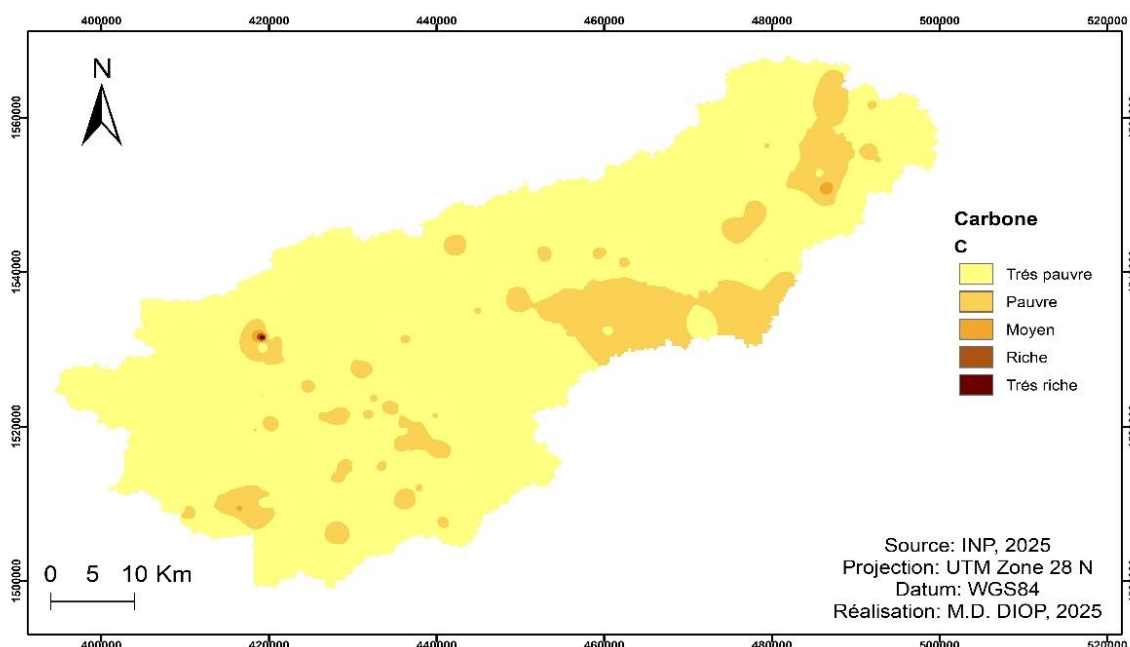 400000 420000 440000 460000 480000 500000 520000
N
1560000
1540000
1520000
1500000
Carbone
C
Trés pauvre
Pauvre
Moyen
Riche
Trés riche
0 5 10 Km
Source: INP, 2025
Projection: UTM Zone 28 N
Datum: WGS84
Réalisation: M.D. DIOP, 2025
400000 420000 440000 460000 480000 500000 520000